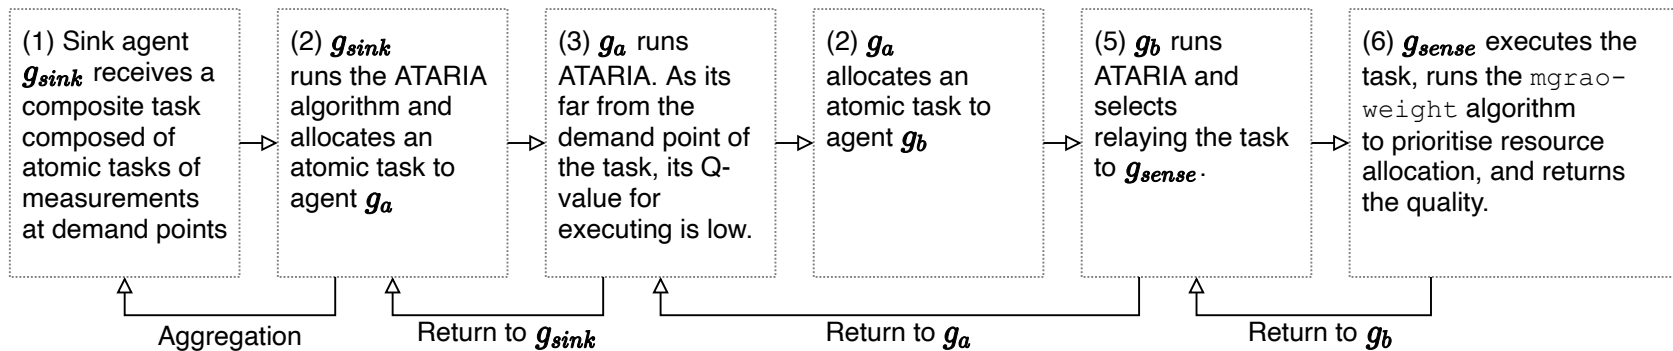 (1) Sink agent
g_sink receives a
composite task
composed of
atomic tasks of
measurements
at demand points
(2) g_sink
runs the ATARIA
algorithm and
allocates an
atomic task to
agent g_a
(3) g_a runs
ATARIA. As its
far from the
demand point of
the task, its Q-
value for
executing is low.
(2) g_a
allocates an
atomic task to
agent g_b
(5) g_b runs
ATARIA and
selects
relaying the task
to g_sense.
(6) g_sense executes the
task, runs the mgrao-
weight algorithm
to prioritise resource
allocation, and returns
the quality.
Aggregation
Return to g_sink
Return to g_a
Return to g_b